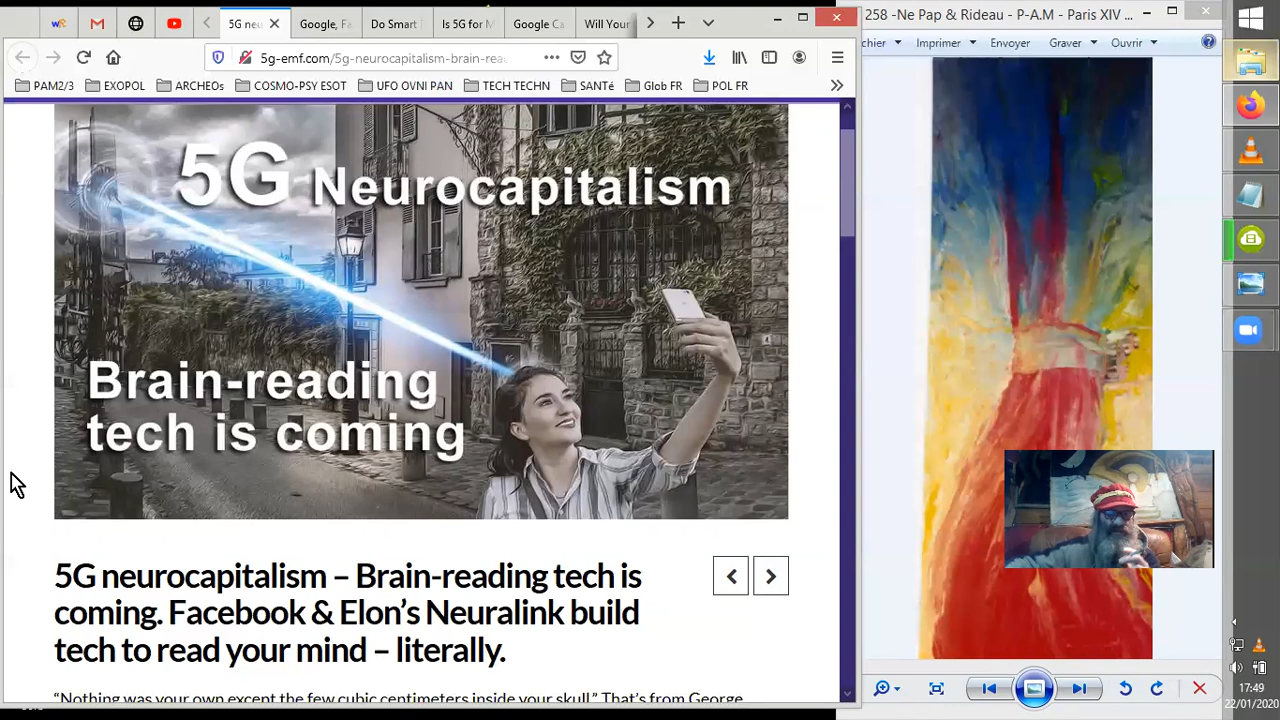 5G neu
Google, Fa
Do Smart
Is 5G for M
Google Ca
Will Your
258 -Ne Pap & Rideau - P-A.M - Paris XIV ...
5g-emf.com/5g-neurocapitalism-brain-rea
chier
Imprimer
Envoyer
Graver
Ouvrir
PAM2/3
EXOPOL
ARCHEOs
COSMO-PSY ESOT
UFO OVNI PAN
TECH TECHN
SANTé
Glob FR
POL FR
5G Neurocapitalism
Brain-reading
tech is coming
5G neurocapitalism – Brain-reading tech is
coming. Facebook & Elon’s Neuralink build
tech to read your mind – literally.
“Nothing was your own except the few cubic centimeters inside your skull.” That’s from George
17:49
22/01/2020